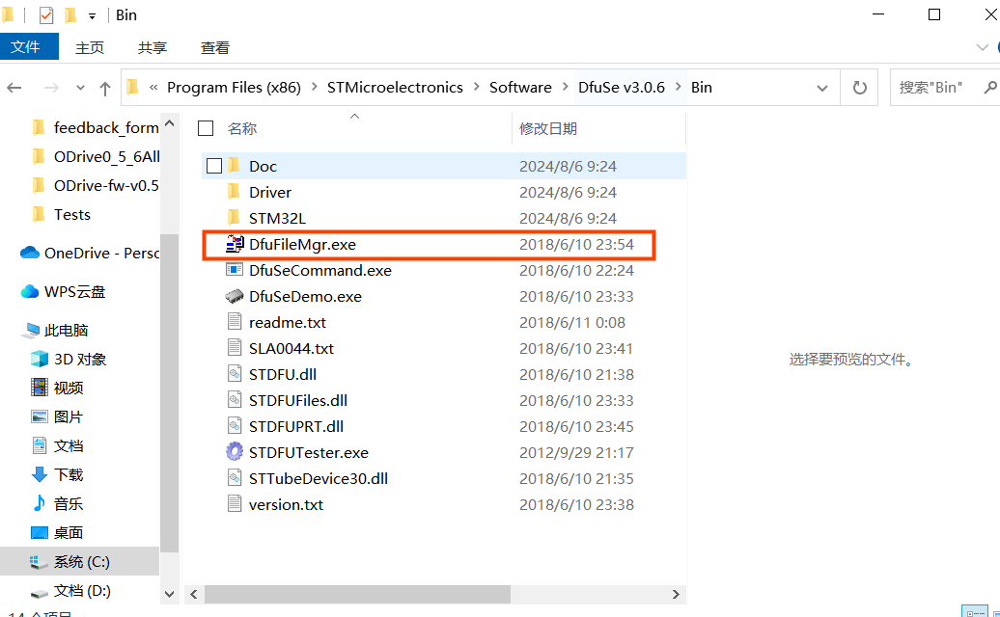 Bin
文件 主页 共享 查看
« Program Files (x86) > STMicroelectronics > Software > DfuSe v3.0.6 > Bin 搜索"Bin"
feedback_form
ODrive0_5_6All
ODrive-fw-v0.5
Tests
OneDrive - Persc
WPS云盘
此电脑
3D 对象
视频
图片
文档
下载
音乐
桌面
系统 (C:)
文档 (D:)
名称 修改日期
Doc 2024/8/6 9:24
Driver 2024/8/6 9:24
STM32L 2024/8/6 9:24
DfuFileMgr.exe 2018/6/10 23:54
DfuSeCommand.exe 2018/6/10 22:24
DfuSeDemo.exe 2018/6/10 23:33
readme.txt 2018/6/11 0:08
SLA0044.txt 2018/6/10 23:41
STDFU.dll 2018/6/10 21:38
STDFUFiles.dll 2018/6/10 23:33
STDFUPRT.dll 2018/6/10 23:45
STDFUTester.exe 2012/9/29 21:17
STTubeDevice30.dll 2018/6/10 21:35
version.txt 2018/6/10 23:38
选择要预览的文件。
14 个项目